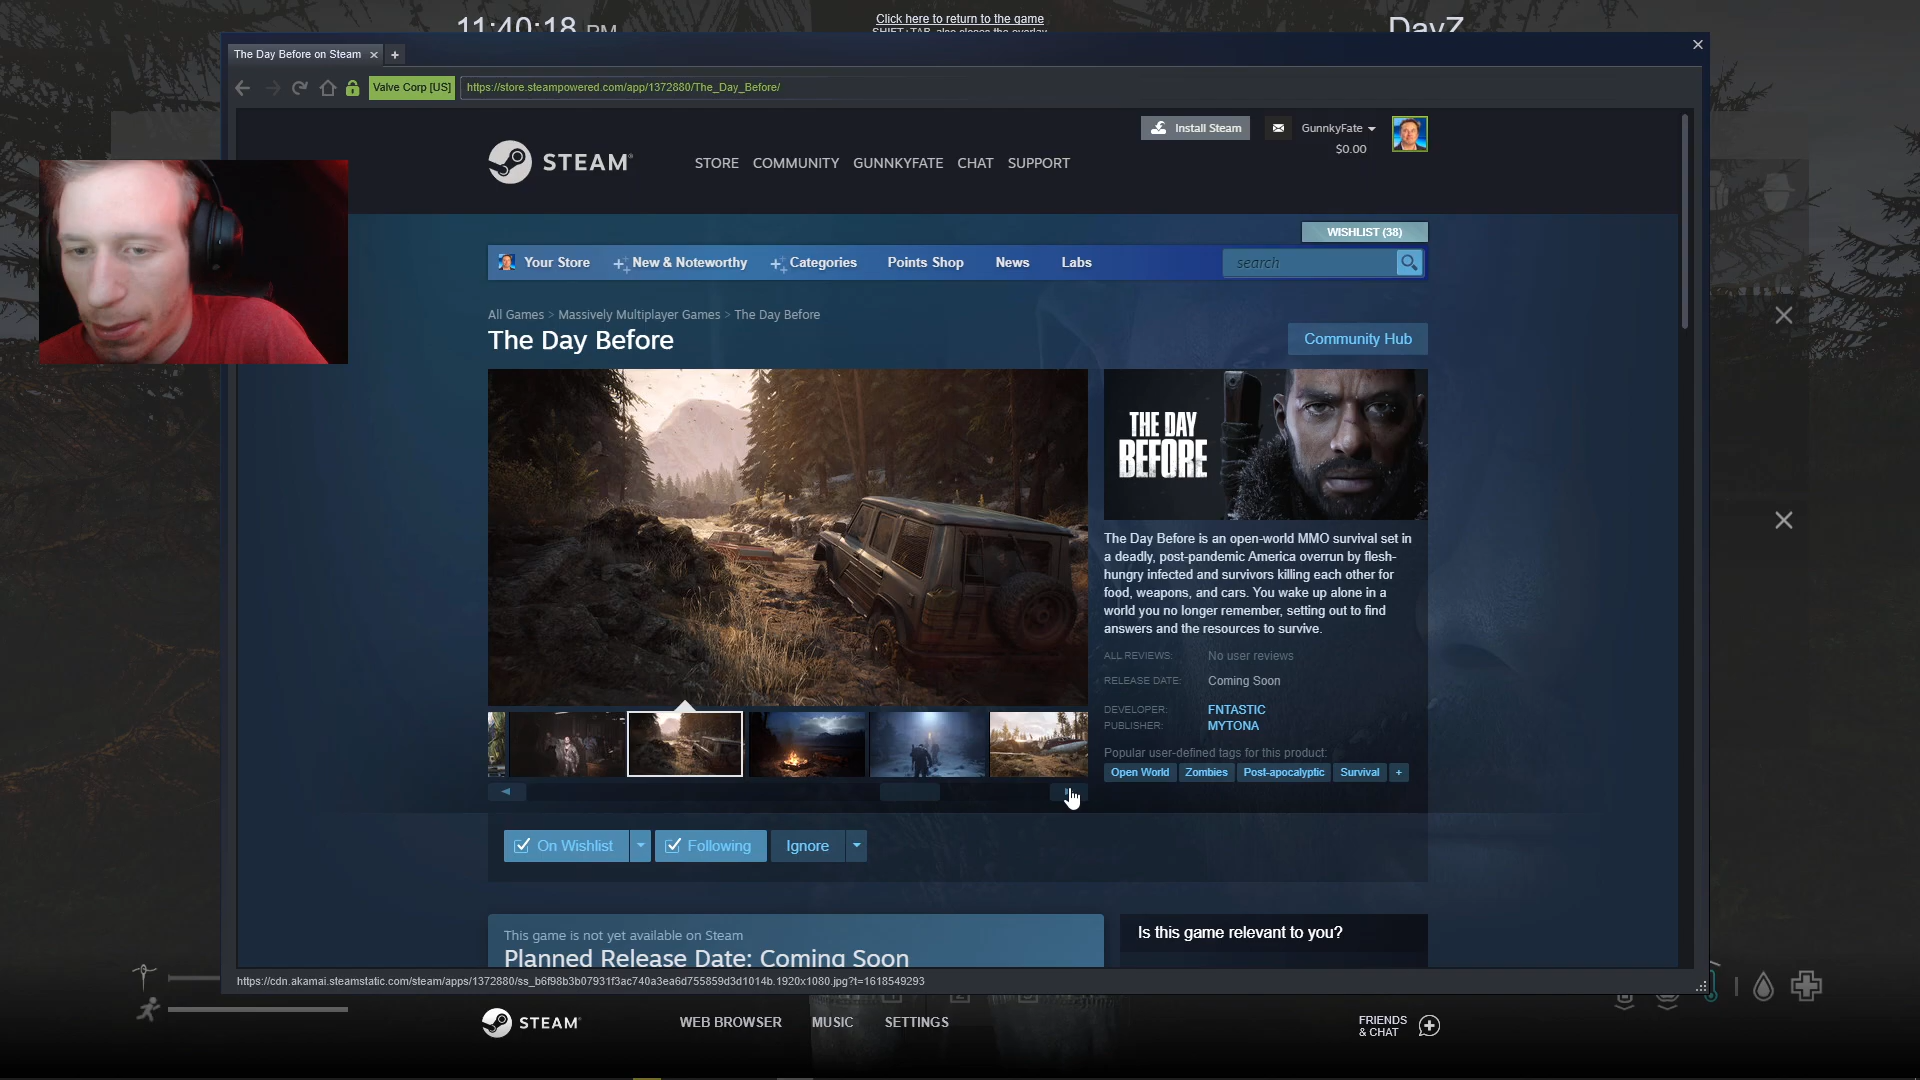 11:40:18 PM
Click here to return to the game
SHIFT+TAB also closes the overlay
DayZ
The Day Before on Steam
Valve Corp [US]
https://store.steampowered.com/app/1372880/The_Day_Before/
Install Steam
GunnkyFate
$0.00
STEAM®
STORE COMMUNITY GUNNKYFATE CHAT SUPPORT
WISHLIST (38)
Your Store New & Noteworthy Categories Points Shop News Labs
search
All Games > Massively Multiplayer Games > The Day Before
The Day Before
Community Hub
THE DAY
BEFORE
The Day Before is an open-world MMO survival set in
a deadly, post-pandemic America overrun by flesh-
hungry infected and survivors killing each other for
food, weapons, and cars. You wake up alone in a
world you no longer remember, setting out to find
answers and the resources to survive.
ALL REVIEWS: No user reviews
RELEASE DATE: Coming Soon
DEVELOPER: FNTASTIC
PUBLISHER: MYTONA
Popular user-defined tags for this product:
Open World Zombies Post-apocalyptic Survival +
On Wishlist Following Ignore
This game is not yet available on Steam
Planned Release Date: Coming Soon
Is this game relevant to you?
https://cdn.akamai.steamstatic.com/steam/apps/1372880/ss_b6f98b3b07931f3ac740a3ea6d755859d3d1014b.1920x1080.jpg?t=1618549293
STEAM®
WEB BROWSER MUSIC SETTINGS
FRIENDS
& CHAT